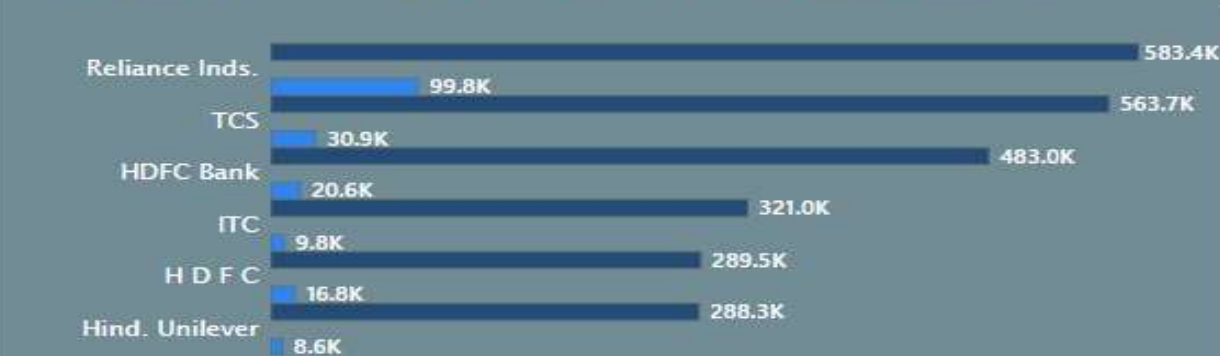 583.4K
Reliance Inds.
99.8K
563.7K
TCS
30.9K
483.0K
HDFC Bank
20.6K
321.0K
ITC
9.8K
289.5K
H D F C
16.8K
288.3K
Hind. Unilever
8.6K